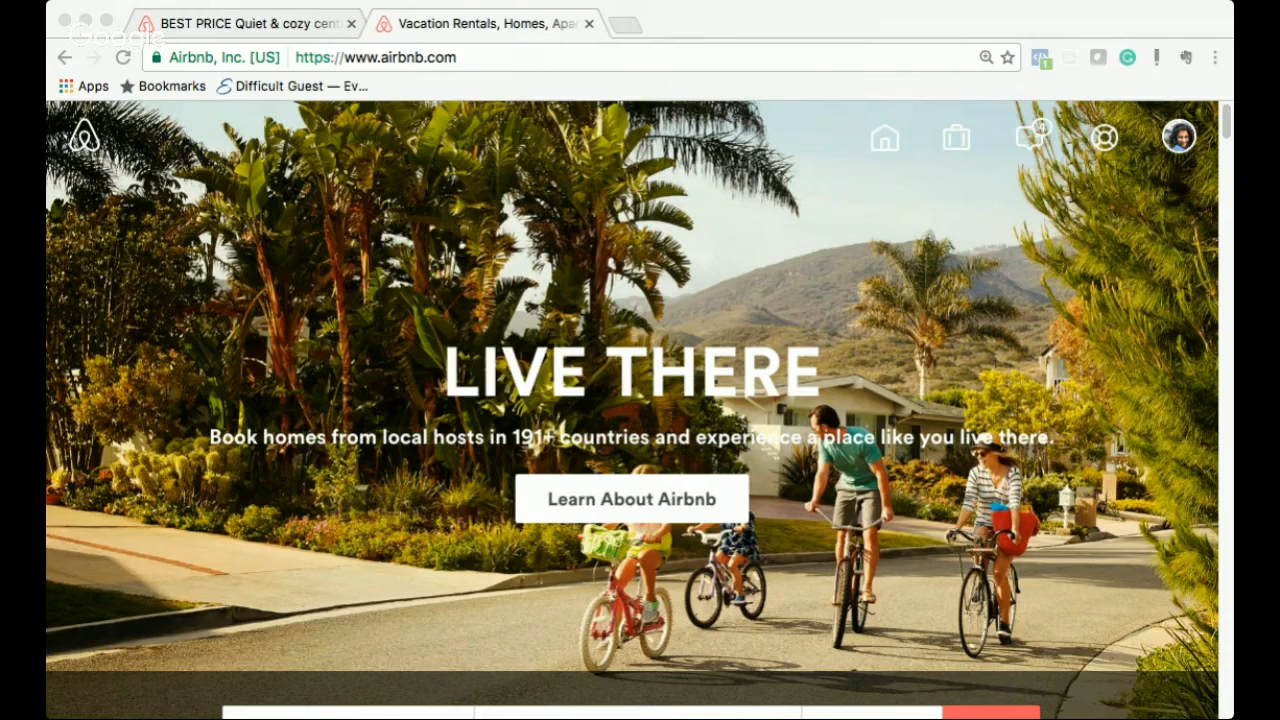 BEST PRICE Quiet & cozy cent
Vacation Rentals, Homes, Apa
Google
Airbnb, Inc. [US]
https://www.airbnb.com
1
Apps
Bookmarks
Difficult Guest — Ev...
LIVE THERE
Book homes from local hosts in 191+ countries and experience a place like you live there.
Learn About Airbnb